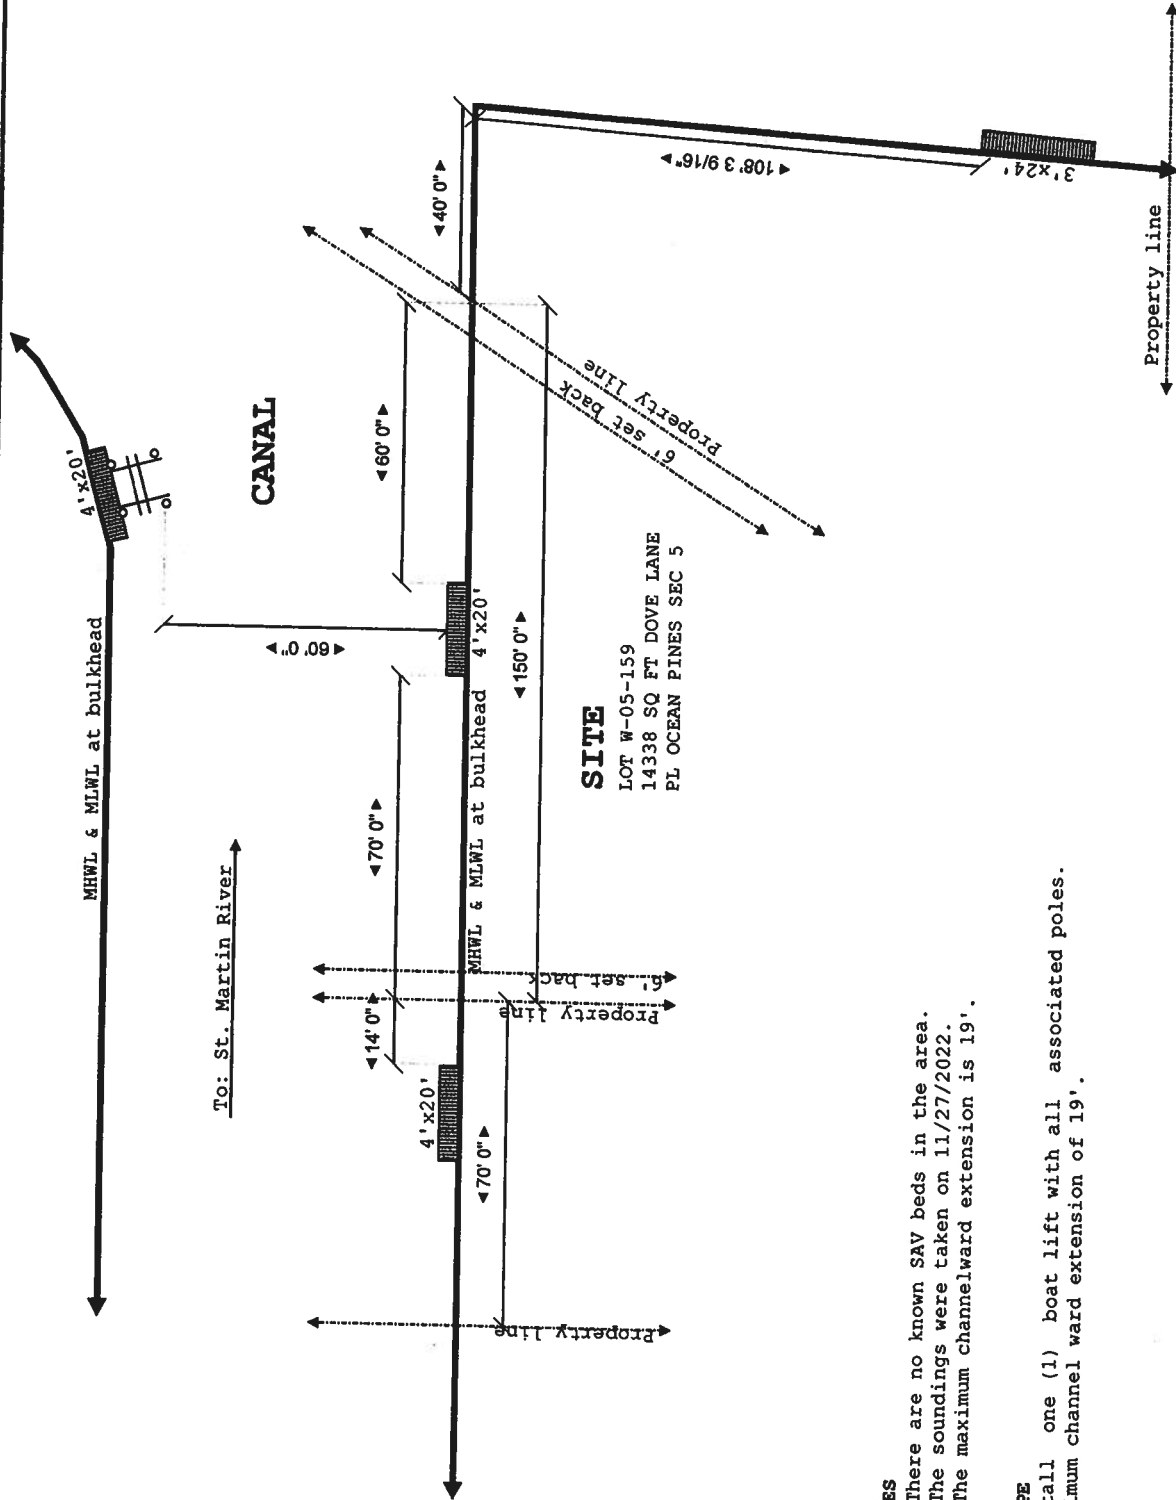 4'x20'
MHWL & MLWL at bulkhead
To: St. Martin River
CANAL
60' 0"
40' 0"
60' 0"
70' 0"
14' 0"
4'x20'
4'x20'
MHWL & MLWL at bulkhead
70' 0"
150' 0"
108' 3 9/16"
3'x24'
Property line
6' set back
Property line
6' set back
Property line
Property line
SITE
LOT W-05-159
14338 SQ FT DOVE LANE
PL OCEAN PINES SEC 5
ES
There are no known SAV beds in the area.
The soundings were taken on 11/27/2022.
The maximum channelward extension is 19'.
PE
tall one (1) boat lift with all associated poles.
mum channel ward extension of 19'.